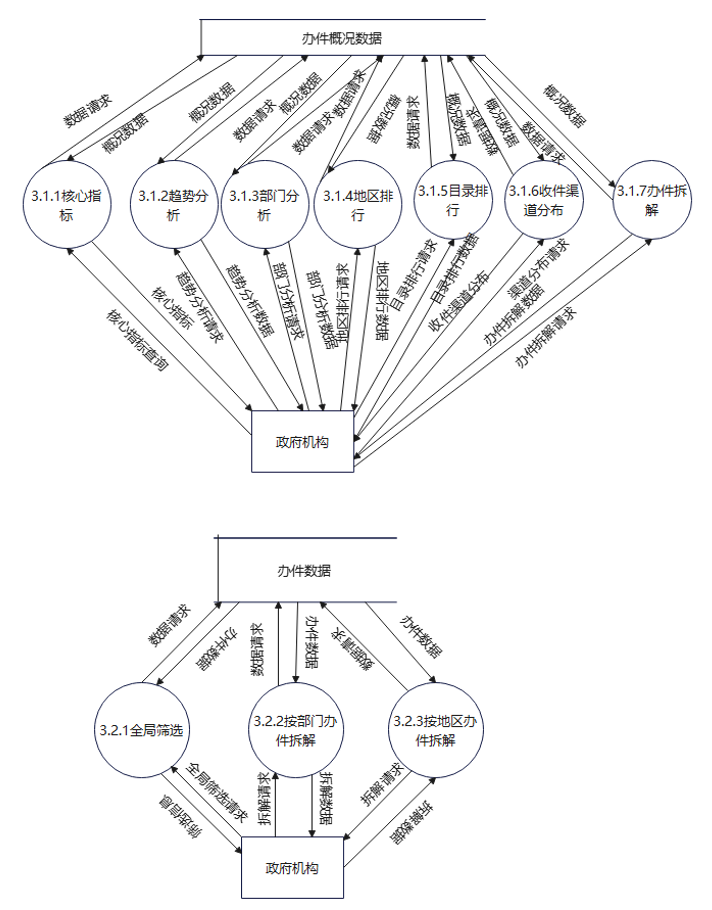 办件概况数据
数据请求
概况数据
概况数据
数据请求
概况数据
数据请求
数据请求
概况数据
数据请求
概况数据
数据请求
概况数据
数据请求
概况数据
3.1.1核心指
标
3.1.2趋势分
析
3.1.3部门分
析
3.1.4地区排
行
3.1.5目录排
行
3.1.6收件渠
道分布
3.1.7办件拆
解
核心指标查询
核心指标
趋势分析请求
趋势分析数据
部门分析请求
部门分析数据
地区排行请求
地区排行数据
目录排行请求
目录排行数据
收件渠道分布
渠道分布请求
办件拆解数据
办件拆解请求
政府机构
办件数据
数据请求
办件数据
数据请求
办件数据
数据请求
办件数据
3.2.1全局筛选
3.2.2按部门办
件拆解
3.2.3按地区办
件拆解
筛选信息
全局筛选请求
拆解请求
拆解数据
拆解请求
拆解数据
政府机构